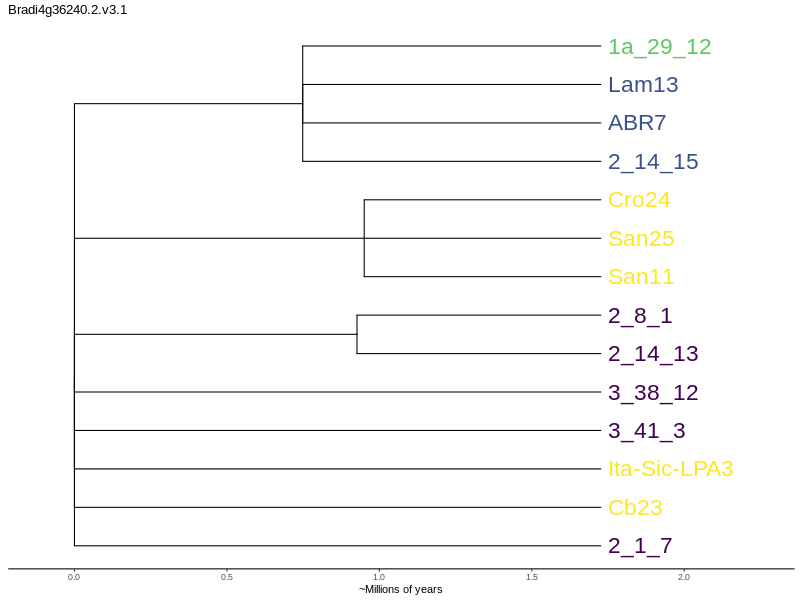 Bradi4g36240.2.v3.1
1a_29_12
Lam13
ABR7
2_14_15
Cro24
San25
San11
2_8_1
2_14_13
3_38_12
3_41_3
Ita-Sic-LPA3
Cb23
2_1_7
0.0 0.5 1.0 1.5 2.0
~Millions of years